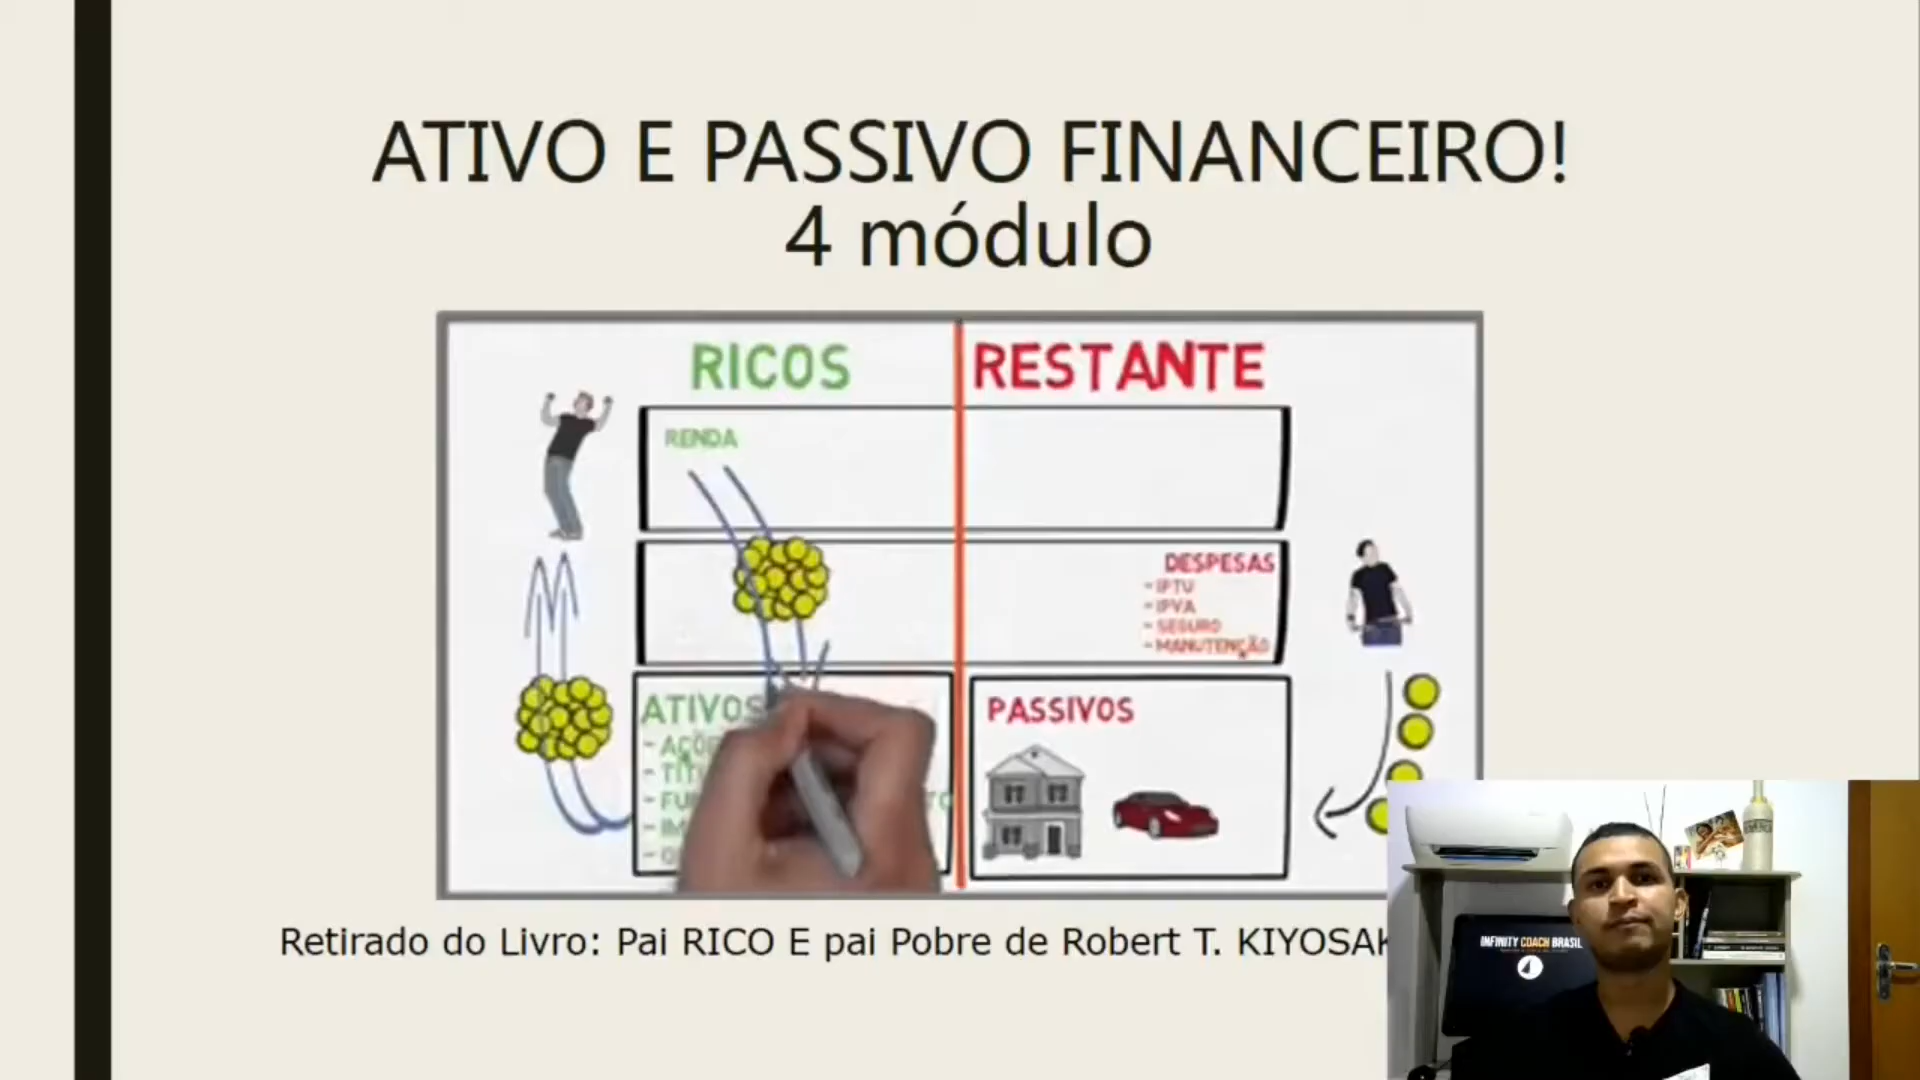 ATIVO E PASSIVO FINANCEIRO!
4 módulo
RICOS
RESTANTE
RENDA
DESPESAS
- IPTU
- IPVA
- SEGURO
- MANUTENÇÃO
ATIVOS
PASSIVOS
Retirado do Livro: Pai RICO E pai Pobre de Robert T. KIYOSAK
INFINITY COACH BRASIL